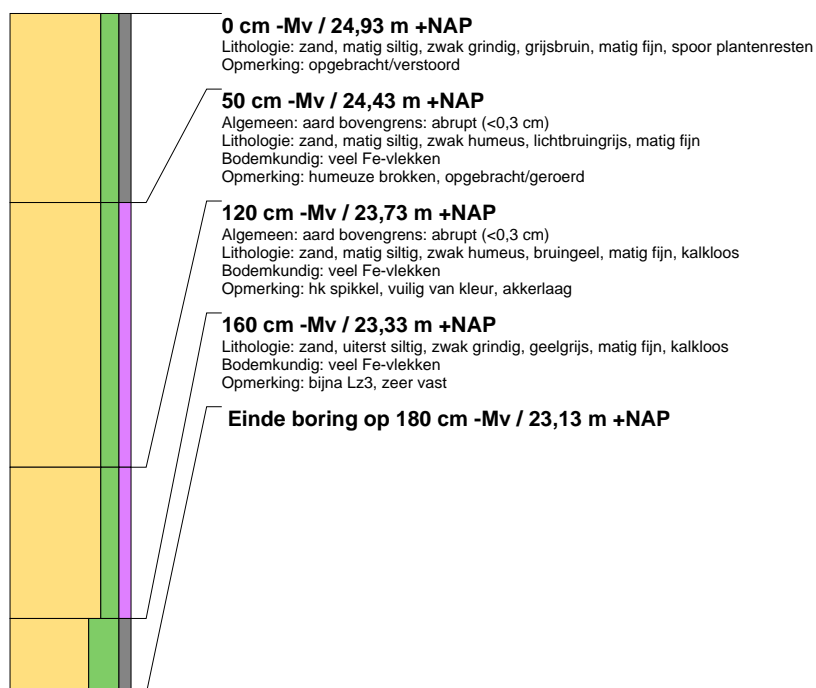 0 cm -Mv / 24,93 m +NAP
Lithologie: zand, matig siltig, zwak grindig, grijsbruin, matig fijn, spoor plantenresten
Opmerking: opgebracht/verstoord
50 cm -Mv / 24,43 m +NAP
Algemeen: aard bovengrens: abrupt (<0,3 cm)
Lithologie: zand, matig siltig, zwak humeus, lichtbruingrijs, matig fijn
Bodemkundig: veel Fe-vlekken
Opmerking: humeuze brokken, opgebracht/geroerd
120 cm -Mv / 23,73 m +NAP
Algemeen: aard bovengrens: abrupt (<0,3 cm)
Lithologie: zand, matig siltig, zwak humeus, bruingeel, matig fijn, kalkloos
Bodemkundig: veel Fe-vlekken
Opmerking: hk spikkel, vuilig van kleur, akkerlaag
160 cm -Mv / 23,33 m +NAP
Lithologie: zand, uiterst siltig, zwak grindig, geelgrijs, matig fijn, kalkloos
Bodemkundig: veel Fe-vlekken
Opmerking: bijna Lz3, zeer vast
Einde boring op 180 cm -Mv / 23,13 m +NAP